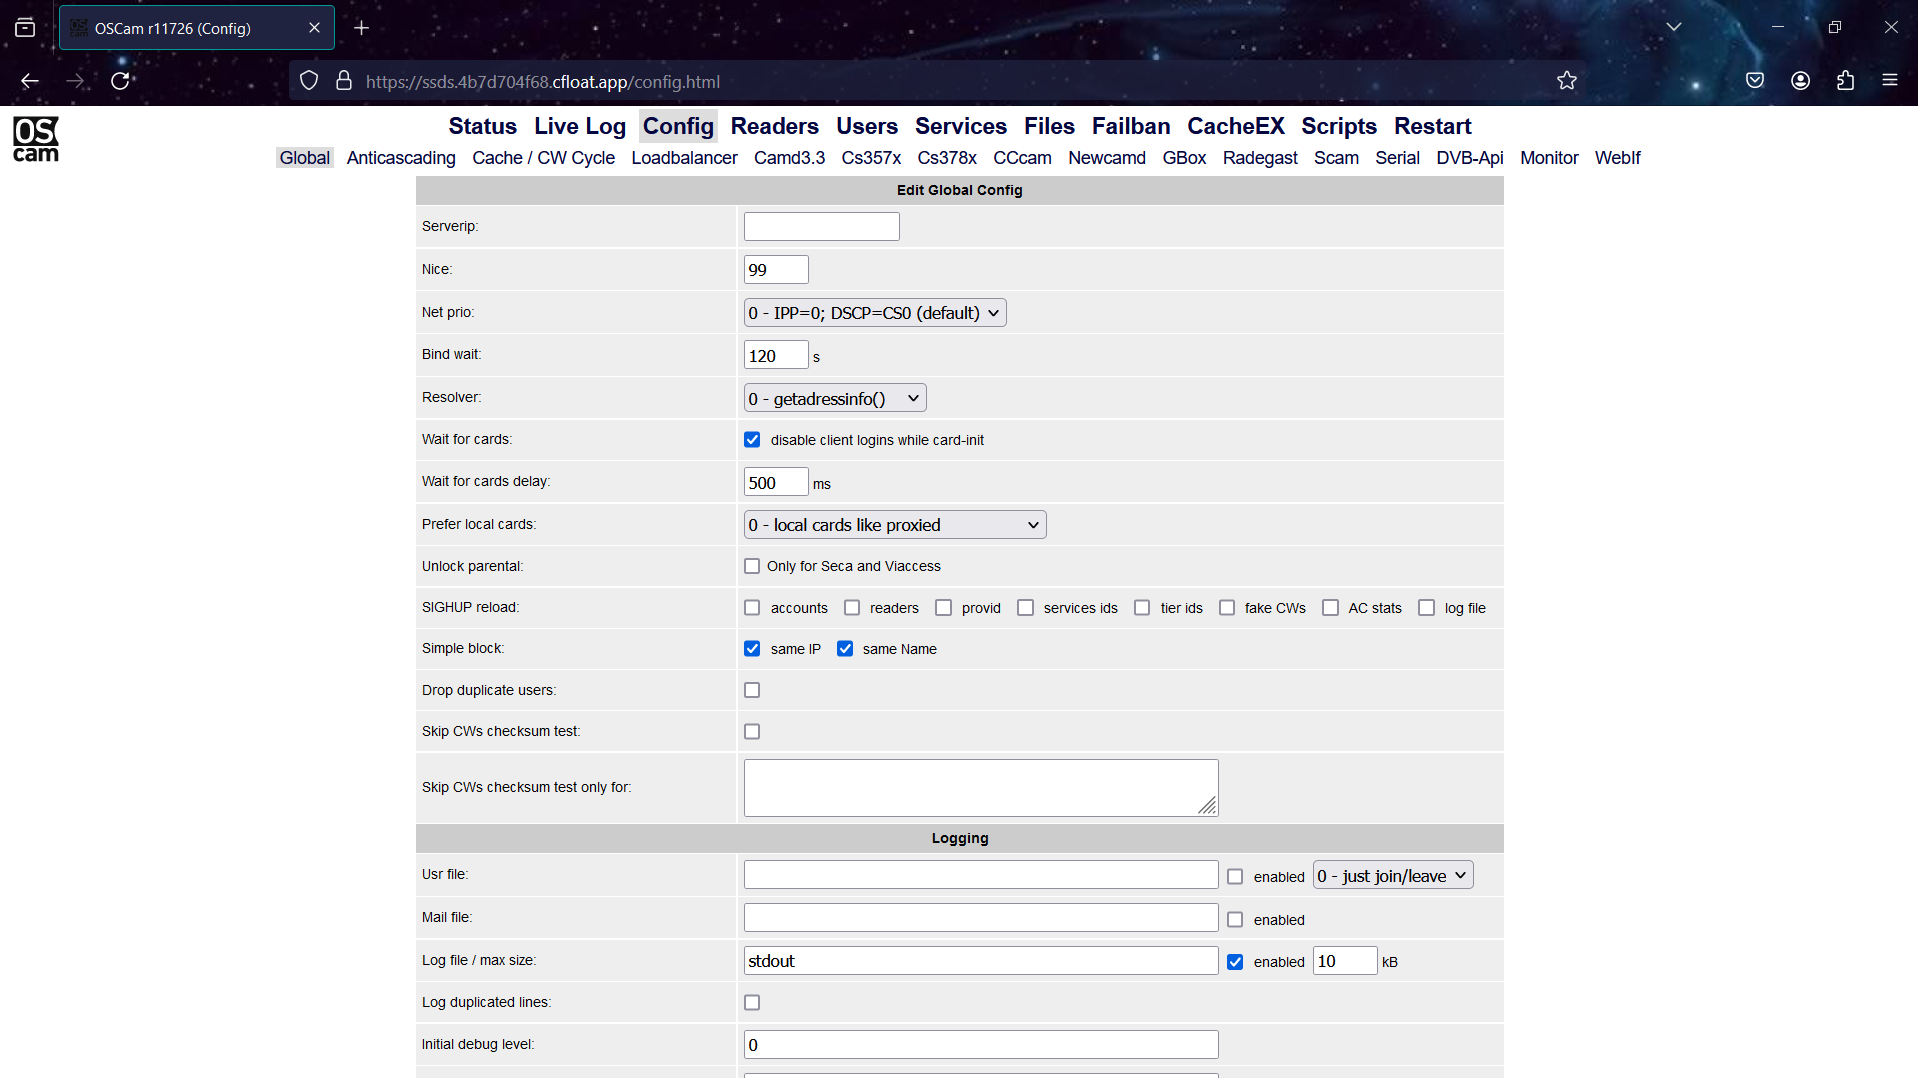 OSCam r11726 (Config)
https://ssds.4b7d704f68.cfloat.app/config.html
OS cam
Status Live Log Config Readers Users Services Files Failban CacheEX Scripts Restart
Global Anticascading Cache / CW Cycle Loadbalancer Camd3.3 Cs357x Cs378x CCcam Newcamd GBox Radegast Scam Serial DVB-Api Monitor WebIf
Edit Global Config
Serverip:
Nice: 99
Net prio: 0 - IPP=0; DSCP=CS0 (default)
Bind wait: 120 s
Resolver: 0 - getadressinfo()
Wait for cards: disable client logins while card-init
Wait for cards delay: 500 ms
Prefer local cards: 0 - local cards like proxied
Unlock parental: Only for Seca and Viaccess
SIGHUP reload: accounts readers provid services ids tier ids fake CWs AC stats log file
Simple block: same IP same Name
Drop duplicate users:
Skip CWs checksum test:
Skip CWs checksum test only for:
Logging
Usr file: enabled 0 - just join/leave
Mail file: enabled
Log file / max size: stdout enabled 10 kB
Log duplicated lines:
Initial debug level: 0